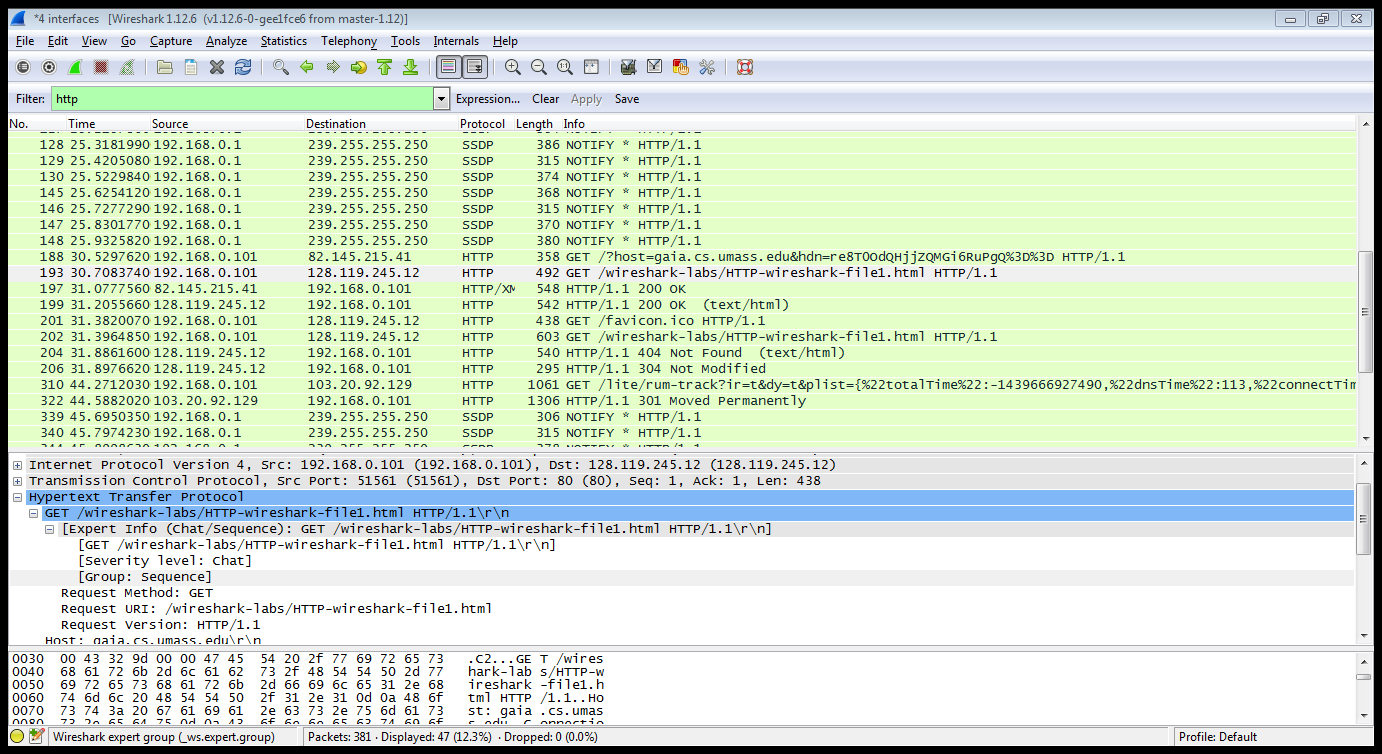 *4 interfaces [Wireshark 1.12.6 (v1.12.6-0-gee1fce6 from master-1.12)]
File Edit View Go Capture Analyze Statistics Telephony Tools Internals Help
Filter: http Expression... Clear Apply Save
No. Time Source Destination Protocol Length Info
128 25.3181990 192.168.0.1 239.255.255.250 SSDP 386 NOTIFY * HTTP/1.1
129 25.4205080 192.168.0.1 239.255.255.250 SSDP 315 NOTIFY * HTTP/1.1
130 25.5229840 192.168.0.1 239.255.255.250 SSDP 374 NOTIFY * HTTP/1.1
145 25.6254120 192.168.0.1 239.255.255.250 SSDP 368 NOTIFY * HTTP/1.1
146 25.7277290 192.168.0.1 239.255.255.250 SSDP 315 NOTIFY * HTTP/1.1
147 25.8301770 192.168.0.1 239.255.255.250 SSDP 370 NOTIFY * HTTP/1.1
148 25.9325820 192.168.0.1 239.255.255.250 SSDP 380 NOTIFY * HTTP/1.1
188 30.5297620 192.168.0.101 82.145.215.41 HTTP 358 GET /?host=gaia.cs.umass.edu&hdn=re8TOOdQHjjZQMGi6RuPgQ%3D%3D HTTP/1.1
193 30.7083740 192.168.0.101 128.119.245.12 HTTP 492 GET /wireshark-labs/HTTP-wireshark-file1.html HTTP/1.1
197 31.0777560 82.145.215.41 192.168.0.101 HTTP/XM 548 HTTP/1.1 200 OK
199 31.2055660 128.119.245.12 192.168.0.101 HTTP 542 HTTP/1.1 200 OK (text/html)
201 31.3820070 192.168.0.101 128.119.245.12 HTTP 438 GET /favicon.ico HTTP/1.1
202 31.3964850 192.168.0.101 128.119.245.12 HTTP 603 GET /wireshark-labs/HTTP-wireshark-file1.html HTTP/1.1
204 31.8861600 128.119.245.12 192.168.0.101 HTTP 540 HTTP/1.1 404 Not Found (text/html)
206 31.8976620 128.119.245.12 192.168.0.101 HTTP 295 HTTP/1.1 304 Not Modified
310 44.2712030 192.168.0.101 103.20.92.129 HTTP 1061 GET /lite/rum-track?ir=t&dy=t&plist={%22totalTime%22:-1439666927490,%22dnsTime%22:113,%22connectTim
322 44.5882020 103.20.92.129 192.168.0.101 HTTP 1306 HTTP/1.1 301 Moved Permanently
339 45.6950350 192.168.0.1 239.255.255.250 SSDP 306 NOTIFY * HTTP/1.1
340 45.7974230 192.168.0.1 239.255.255.250 SSDP 315 NOTIFY * HTTP/1.1
Internet Protocol Version 4, Src: 192.168.0.101 (192.168.0.101), Dst: 128.119.245.12 (128.119.245.12)
Transmission Control Protocol, Src Port: 51561 (51561), Dst Port: 80 (80), Seq: 1, Ack: 1, Len: 438
Hypertext Transfer Protocol
GET /wireshark-labs/HTTP-wireshark-file1.html HTTP/1.1\r\n
[Expert Info (Chat/Sequence): GET /wireshark-labs/HTTP-wireshark-file1.html HTTP/1.1\r\n]
[GET /wireshark-labs/HTTP-wireshark-file1.html HTTP/1.1\r\n]
[Severity level: Chat]
[Group: Sequence]
Request Method: GET
Request URI: /wireshark-labs/HTTP-wireshark-file1.html
Request Version: HTTP/1.1
Host: gaia.cs.umass.edu\r\n
0030 00 43 32 9d 00 00 47 45 54 20 2f 77 69 72 65 73 .C2...GE T /wires
0040 68 61 72 6b 2d 6c 61 62 73 2f 48 54 54 50 2d 77 hark-lab s/HTTP-w
0050 69 72 65 73 68 61 72 6b 2d 66 69 6c 65 31 2e 68 ireshark -file1.h
0060 74 6d 6c 20 48 54 54 50 2f 31 2e 31 0d 0a 48 6f tml HTTP /1.1..Ho
0070 73 74 3a 20 67 61 69 61 2e 63 73 2e 75 6d 61 73 st: gaia .cs.umas
0080 73 2e 65 64 75 0d 0a 43 6f 6e 6e 65 63 74 69 6f s.edu..C onnectio
Wireshark expert group (_ws.expert.group) Packets: 381 · Displayed: 47 (12.3%) · Dropped: 0 (0.0%) Profile: Default